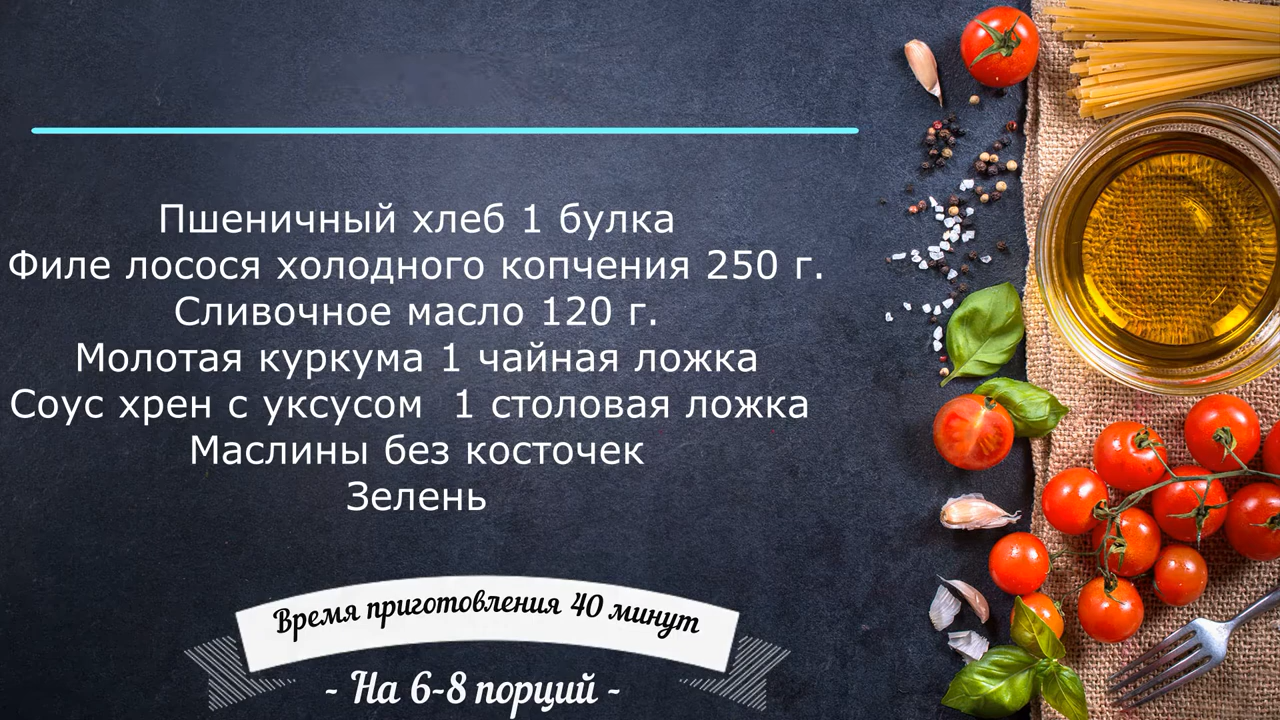 Пшеничный хлеб 1 булка
Филе лосося холодного копчения 250 г.
Сливочное масло 120 г.
Молотая куркума 1 чайная ложка
Соус хрен с уксусом  1 столовая ложка
Маслины без косточек
Зелень
Время приготовления 40 минут
- На 6-8 порций -